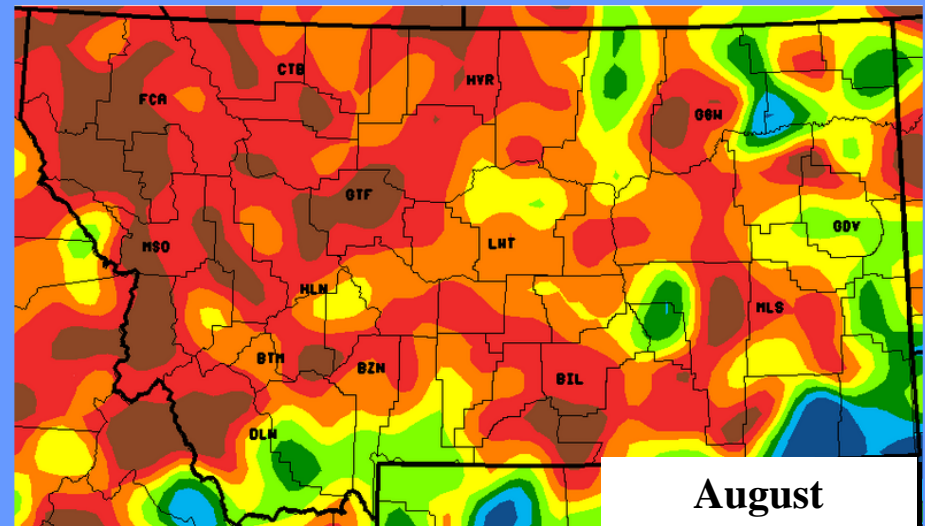 CTB
HVR
FCA
GGW
GTF
GDV
MSO
LWT
HLN
MLS
BTM
BZN
BIL
DLN
August